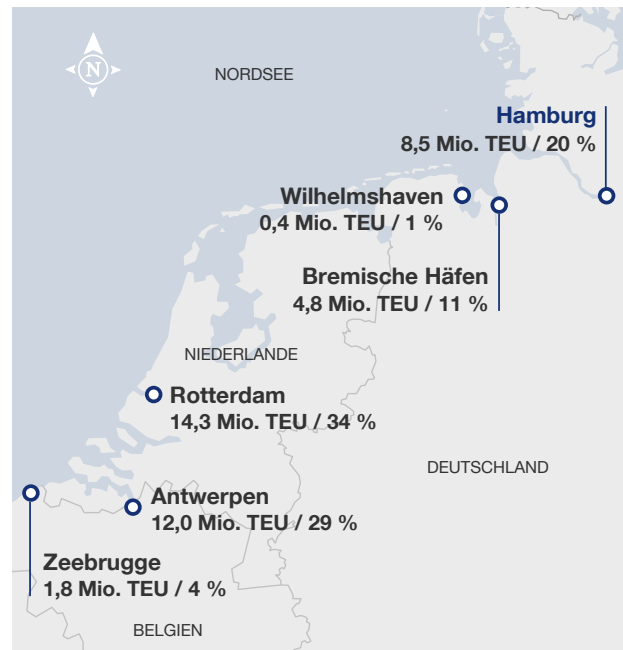 N
NORDSEE
Hamburg
8,5 Mio. TEU / 20 %
Wilhelmshaven
0,4 Mio. TEU / 1 %
Bremische Häfen
4,8 Mio. TEU / 11 %
NIEDERLANDE
Rotterdam
14,3 Mio. TEU / 34 %
DEUTSCHLAND
Antwerpen
12,0 Mio. TEU / 29 %
Zeebrugge
1,8 Mio. TEU / 4 %
BELGIEN